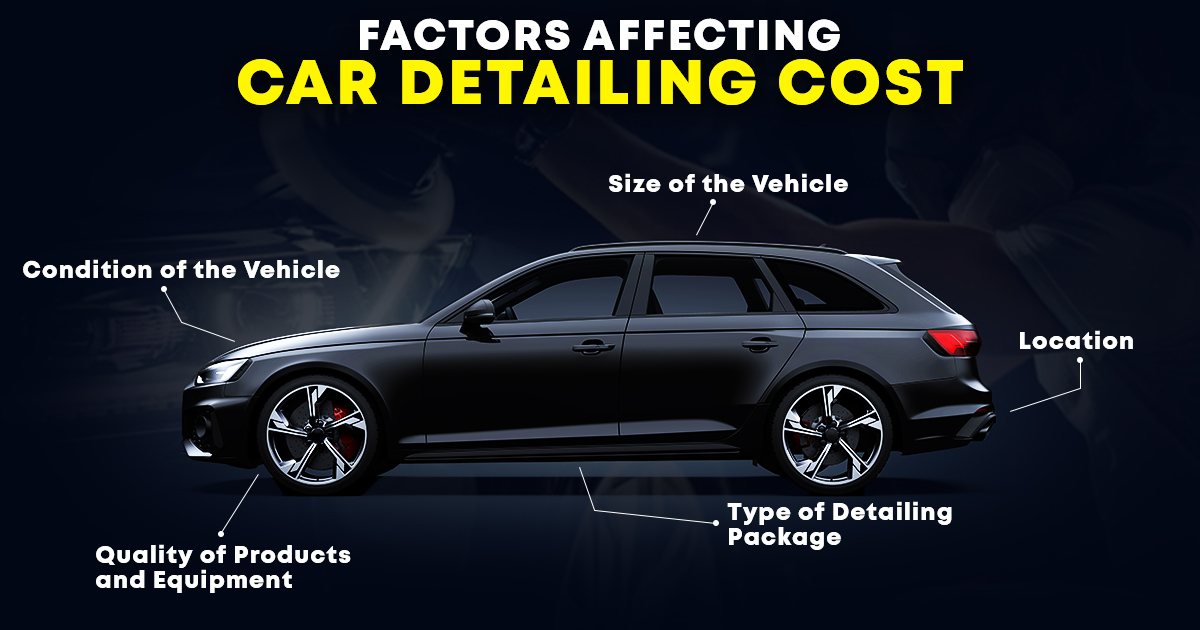 FACTORS AFFECTING
CAR DETAILING COST
Size of the Vehicle
Condition of the Vehicle
Location
Type of Detailing
Package
Quality of Products
and Equipment